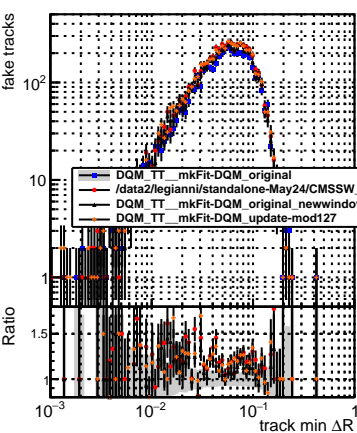 fake tracks
10²
10
1
DQM_TT__mkFit-DQM_original
/data2/legianni/standalone-May24/CMSSW_
DQM_TT__mkFit-DQM_original_newwindo
DQM_TT__mkFit-DQM_update-mod127
Ratio
1.5
1
10⁻³ 10⁻² 10⁻¹ 1
track min ΔR